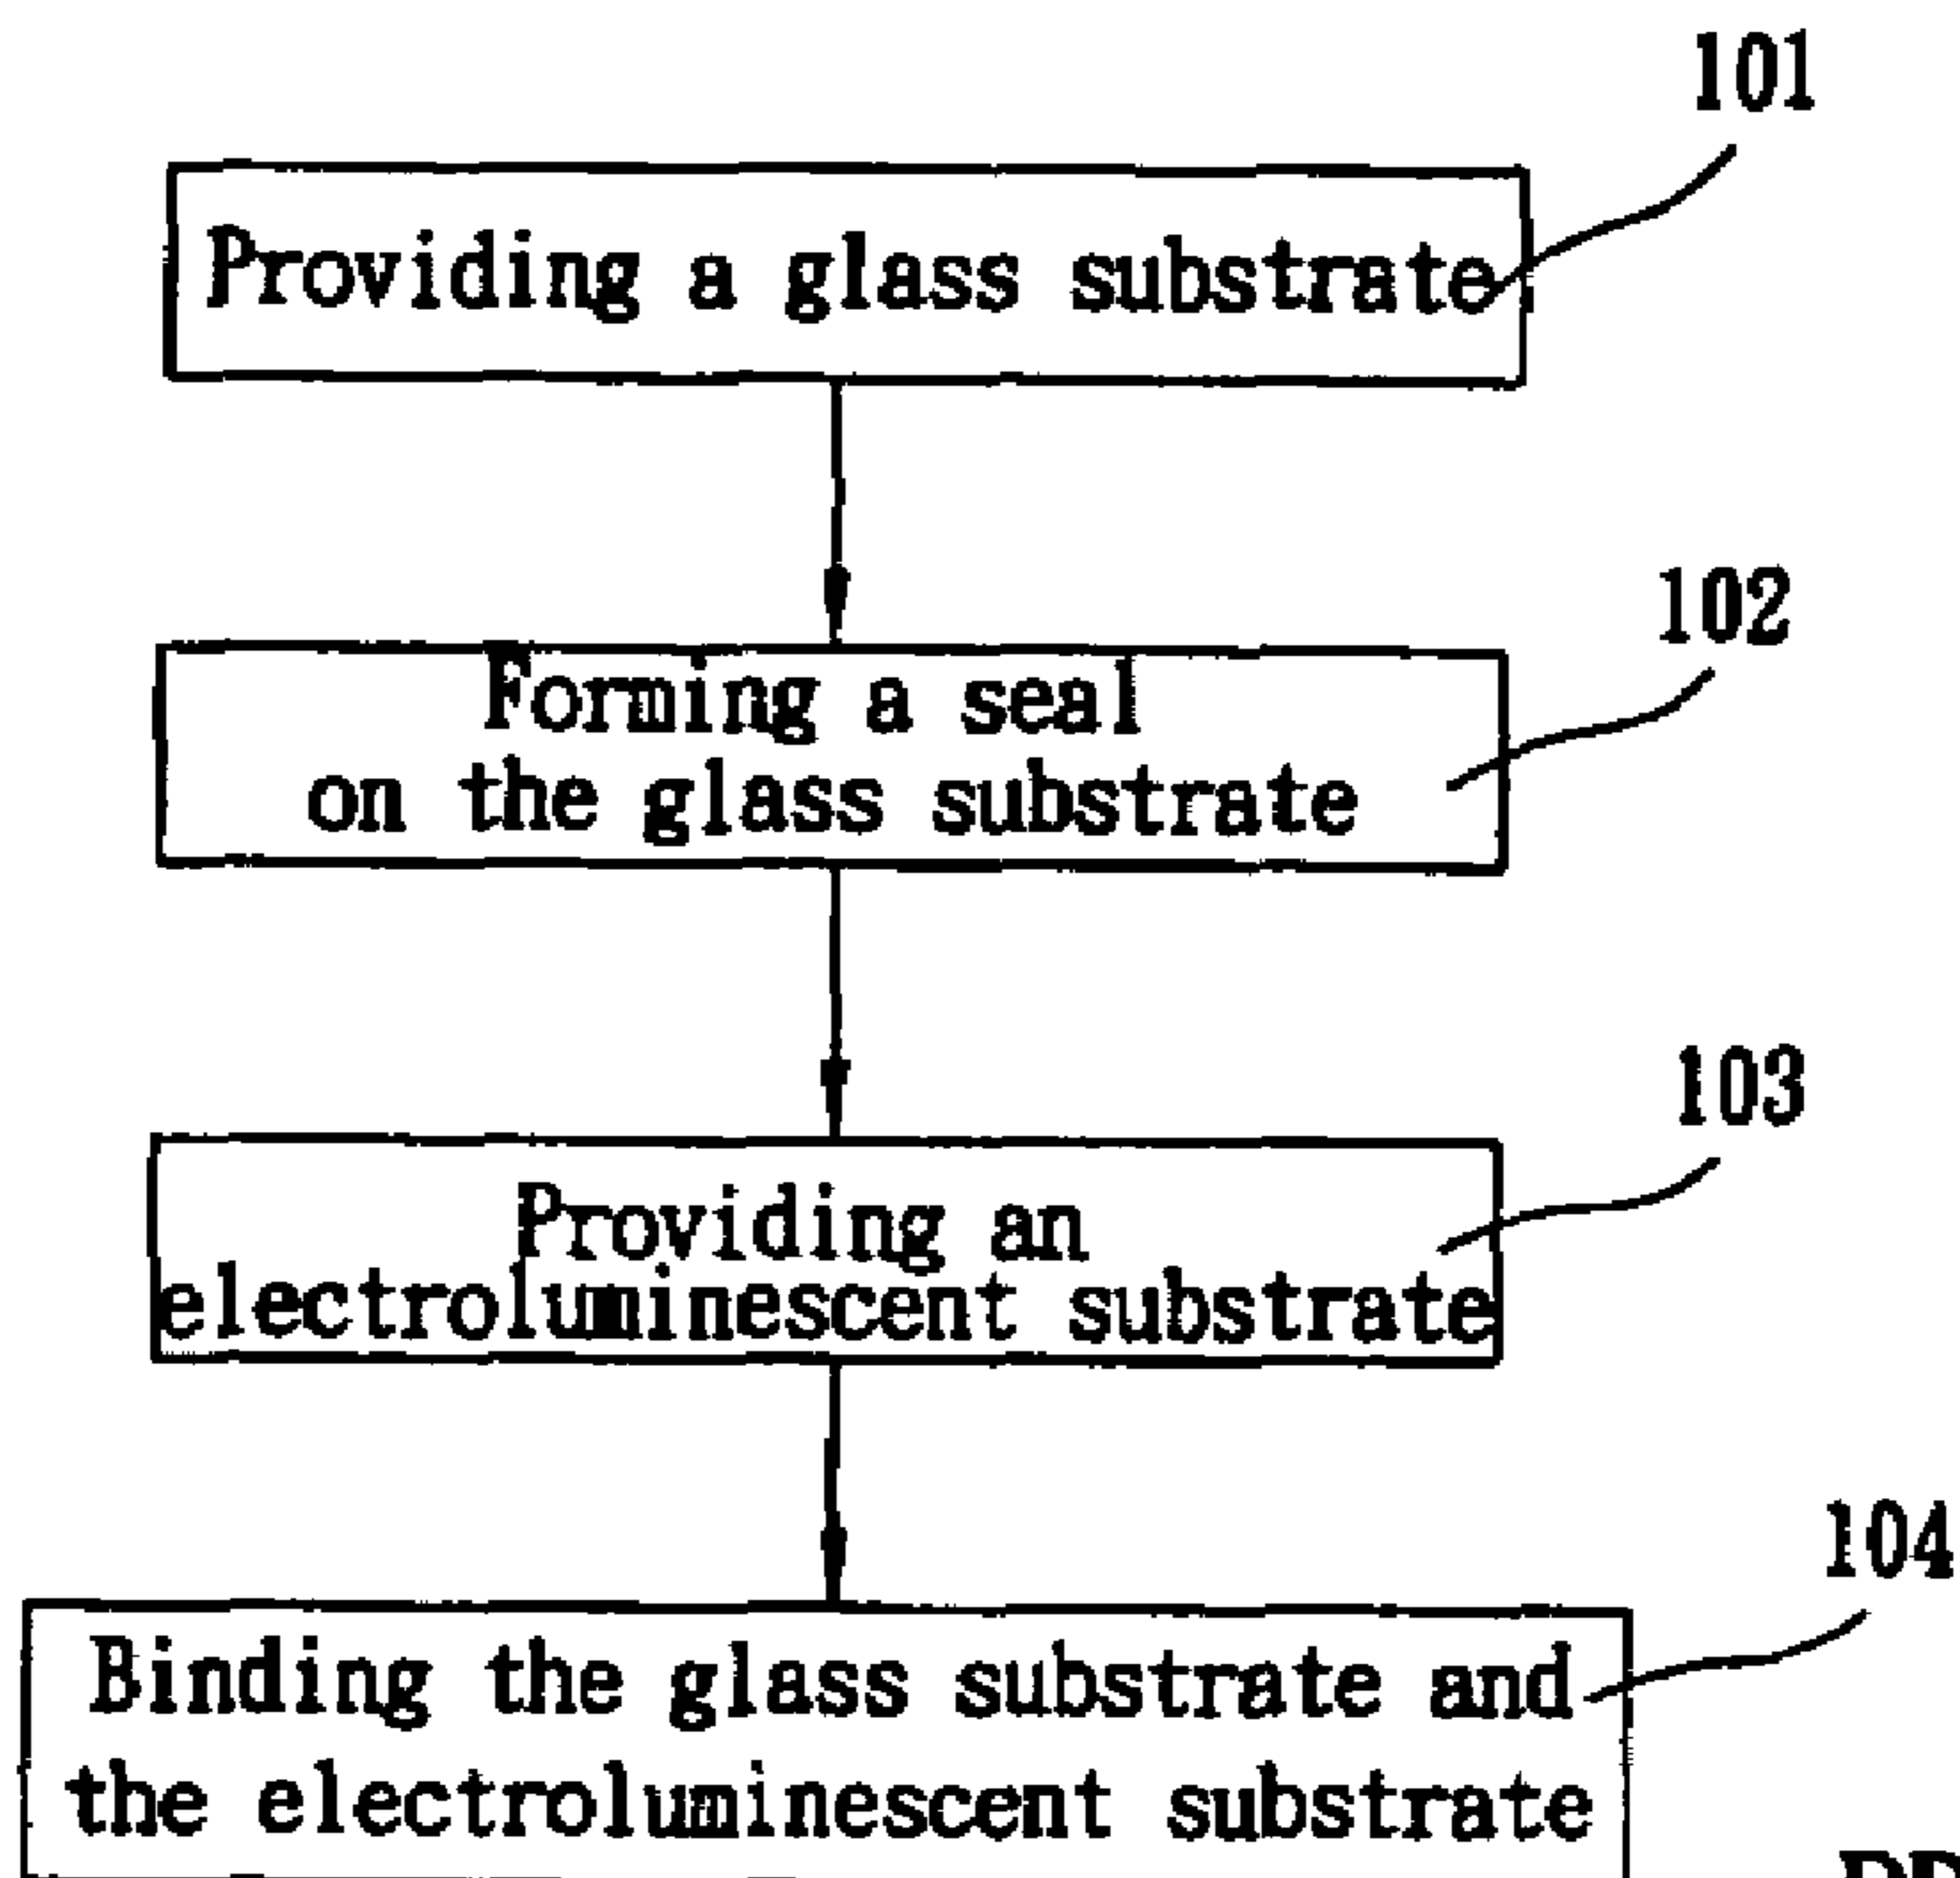 101
Providing a glass substrate
102
Forming a seal
on the glass substrate
103
Providing an
electroluminescent substrate
104
Binding the glass substrate and
the electroluminescent substrate